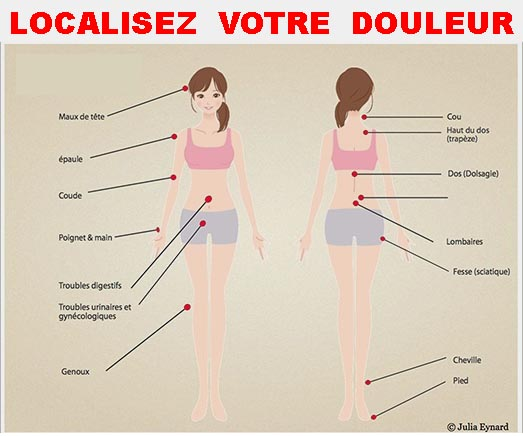 LOCALISEZ VOTRE DOULEUR
Maux de tête
épaule
Coude
Poignet & main
Troubles digestifs
Troubles urinaires et
gynécologiques
Genoux
Cou
Haut du dos
(trapèze)
Dos (Dolsagie)
Lombaires
Fesse (sciatique)
Cheville
Pied
© Julia Eynard